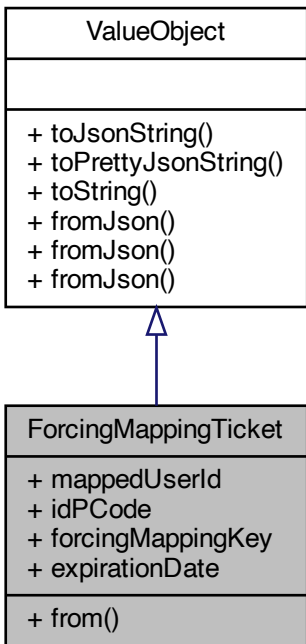 ValueObject
+ toJsonString()
+ toPrettyJsonString()
+ toString()
+ fromJson()
+ fromJson()
+ fromJson()
ForcingMappingTicket
+ mappedUserId
+ idPCode
+ forcingMappingKey
+ expirationDate
+ from()